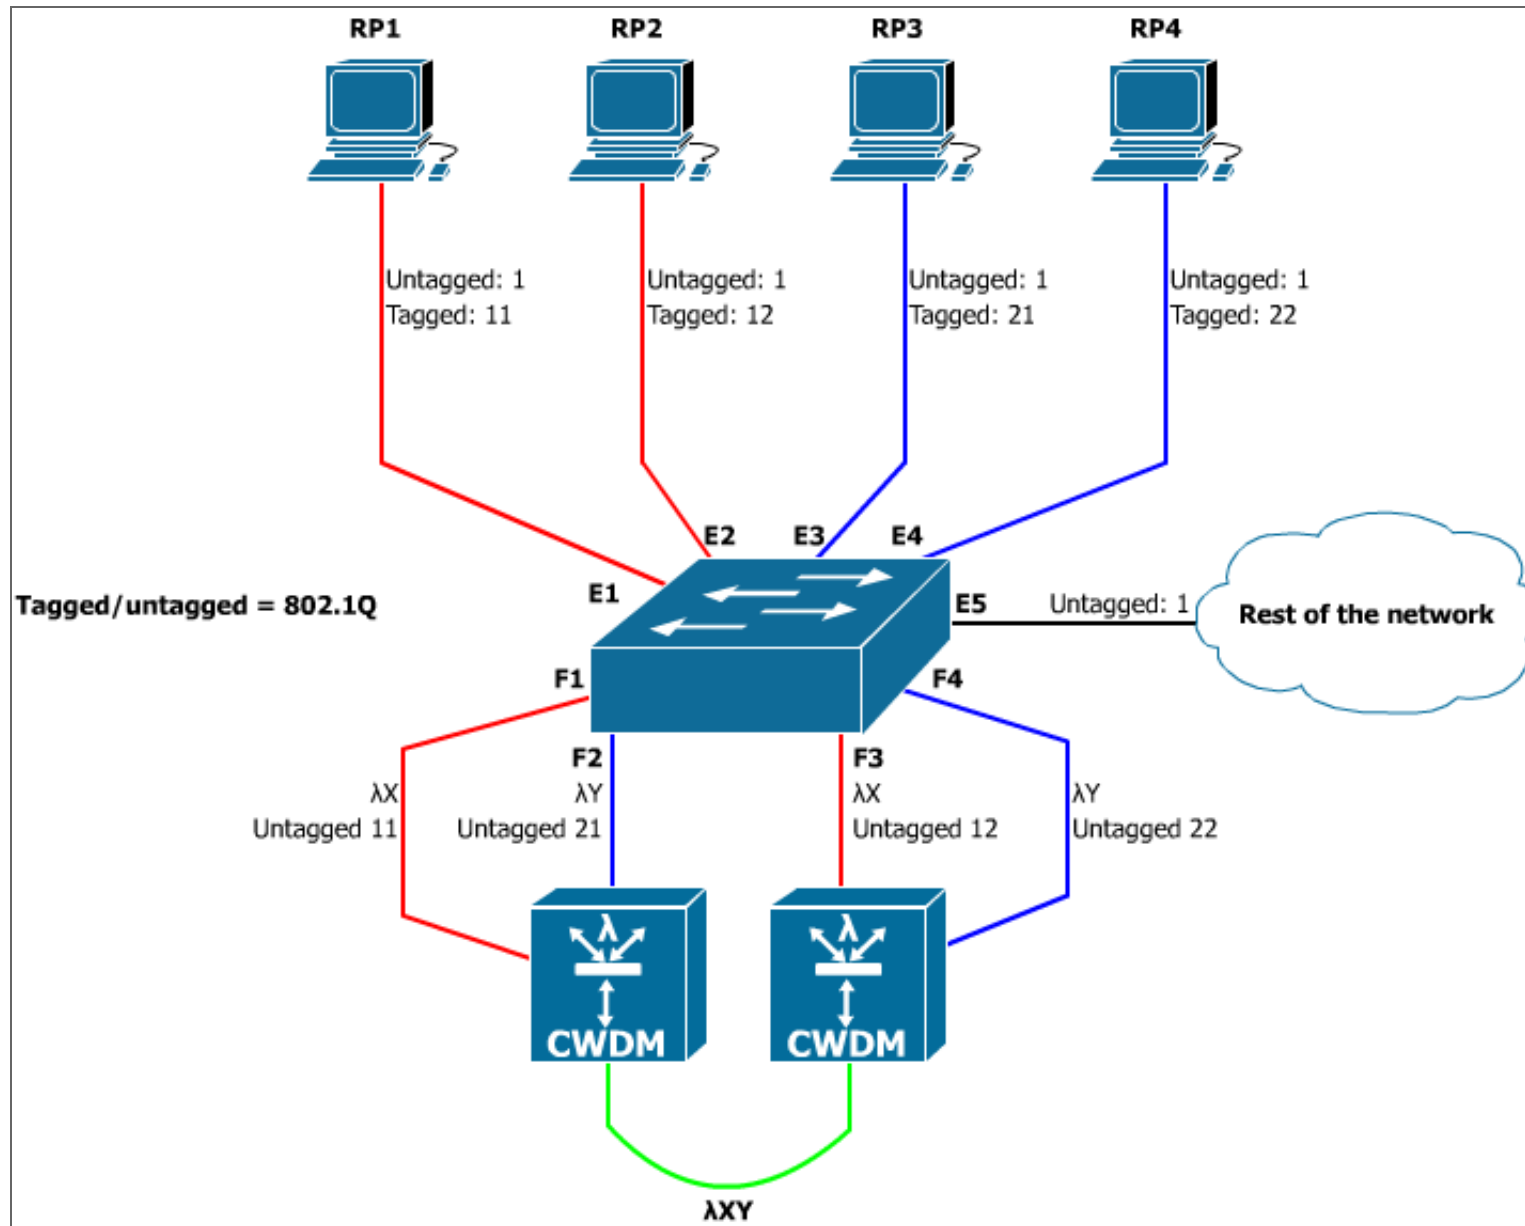 RP1
RP2
RP3
RP4
Untagged: 1
Tagged: 11
Untagged: 1
Tagged: 12
Untagged: 1
Tagged: 21
Untagged: 1
Tagged: 22
E2
E3
E4
E1
E5
Untagged: 1
Tagged/untagged = 802.1Q
Rest of the network
F1
F4
F2
F3
λX
Untagged 11
λY
Untagged 21
λX
Untagged 12
λY
Untagged 22
λ
CWDM
λ
CWDM
λXY